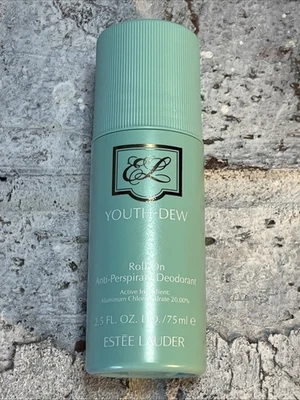 EL
YOUTH-DEW
Roll-On
Anti-Perspirant Deodorant
Active Ingredient
Aluminum Chlorohydrate 20.00%
2.5 FL. OZ. LIQ./75 ml e
ESTÉE LAUDER